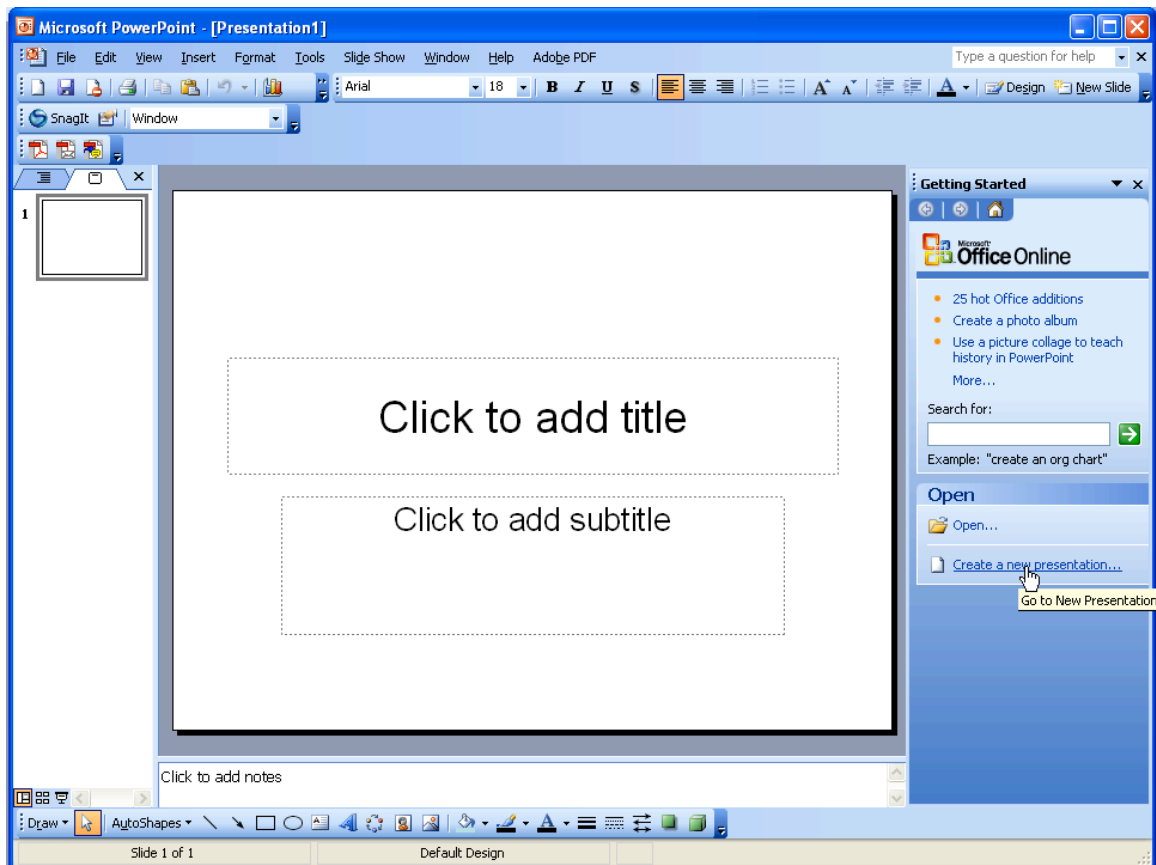 Microsoft PowerPoint - [Presentation1]
File Edit View Insert Format Tools Slide Show Window Help Adobe PDF Type a question for help
Arial 18 B I U S A A A Design New Slide
SnagIt Window
Getting Started
1
Microsoft
Office Online
25 hot Office additions
Create a photo album
Use a picture collage to teach
history in PowerPoint
More...
Search for:
Example: "create an org chart"
Click to add title
Click to add subtitle
Open
Open...
Create a new presentation...
Go to New Presentation
Click to add notes
Draw AutoShapes A
Slide 1 of 1 Default Design